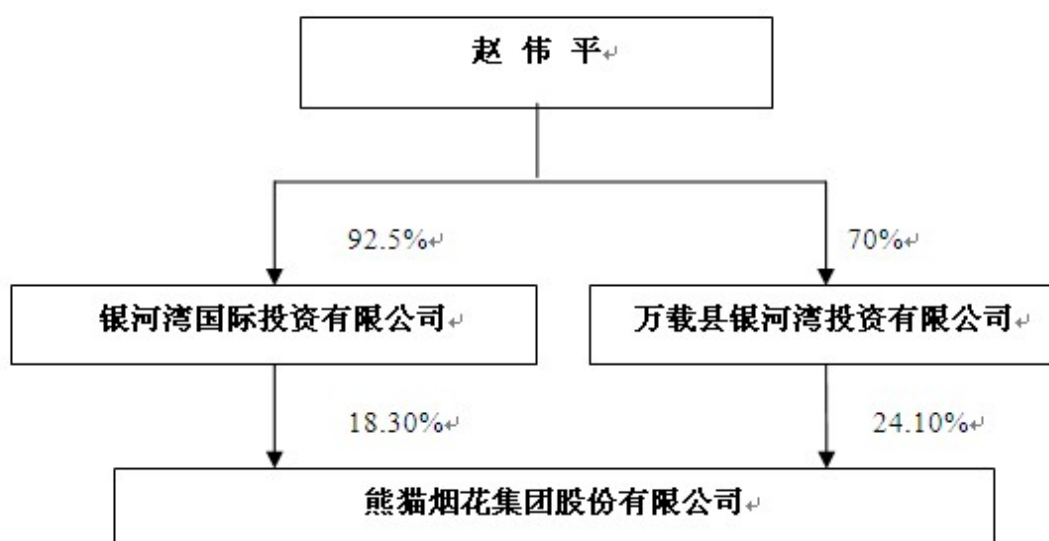 赵 伟 平↵
92.5%↵
70%↵
银河湾国际投资有限公司↵
万载县银河湾投资有限公司↵
18.30%↵
24.10%↵
熊猫烟花集团股份有限公司↵